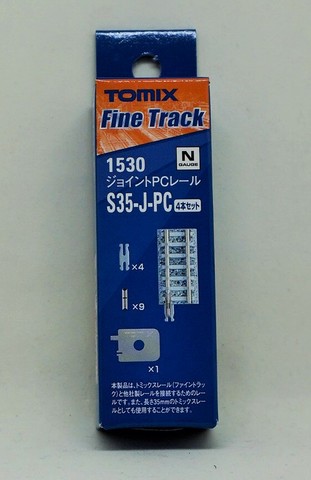 TOMIX
Fine Track
1530
N
GAUGE
ジョイントPCレール
S35-J-PC 4本セット
×4
×9
×1
本製品は、トミックスレール(ファイントラック
)と他社製レールを接続するためのレー
ルです。また、長さ35mmのトミックスレー
ルとしても使用することができます。